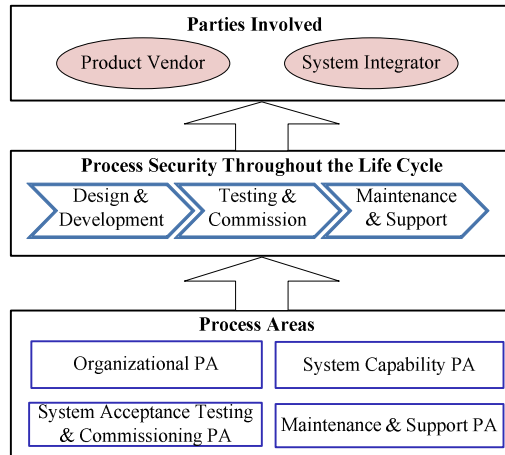 Parties Involved
Product Vendor
System Integrator
Process Security Throughout the Life Cycle
Design &
Development
Testing &
Commission
Maintenance
& Support
Process Areas
Organizational PA
System Capability PA
System Acceptance Testing
& Commissioning PA
Maintenance & Support PA